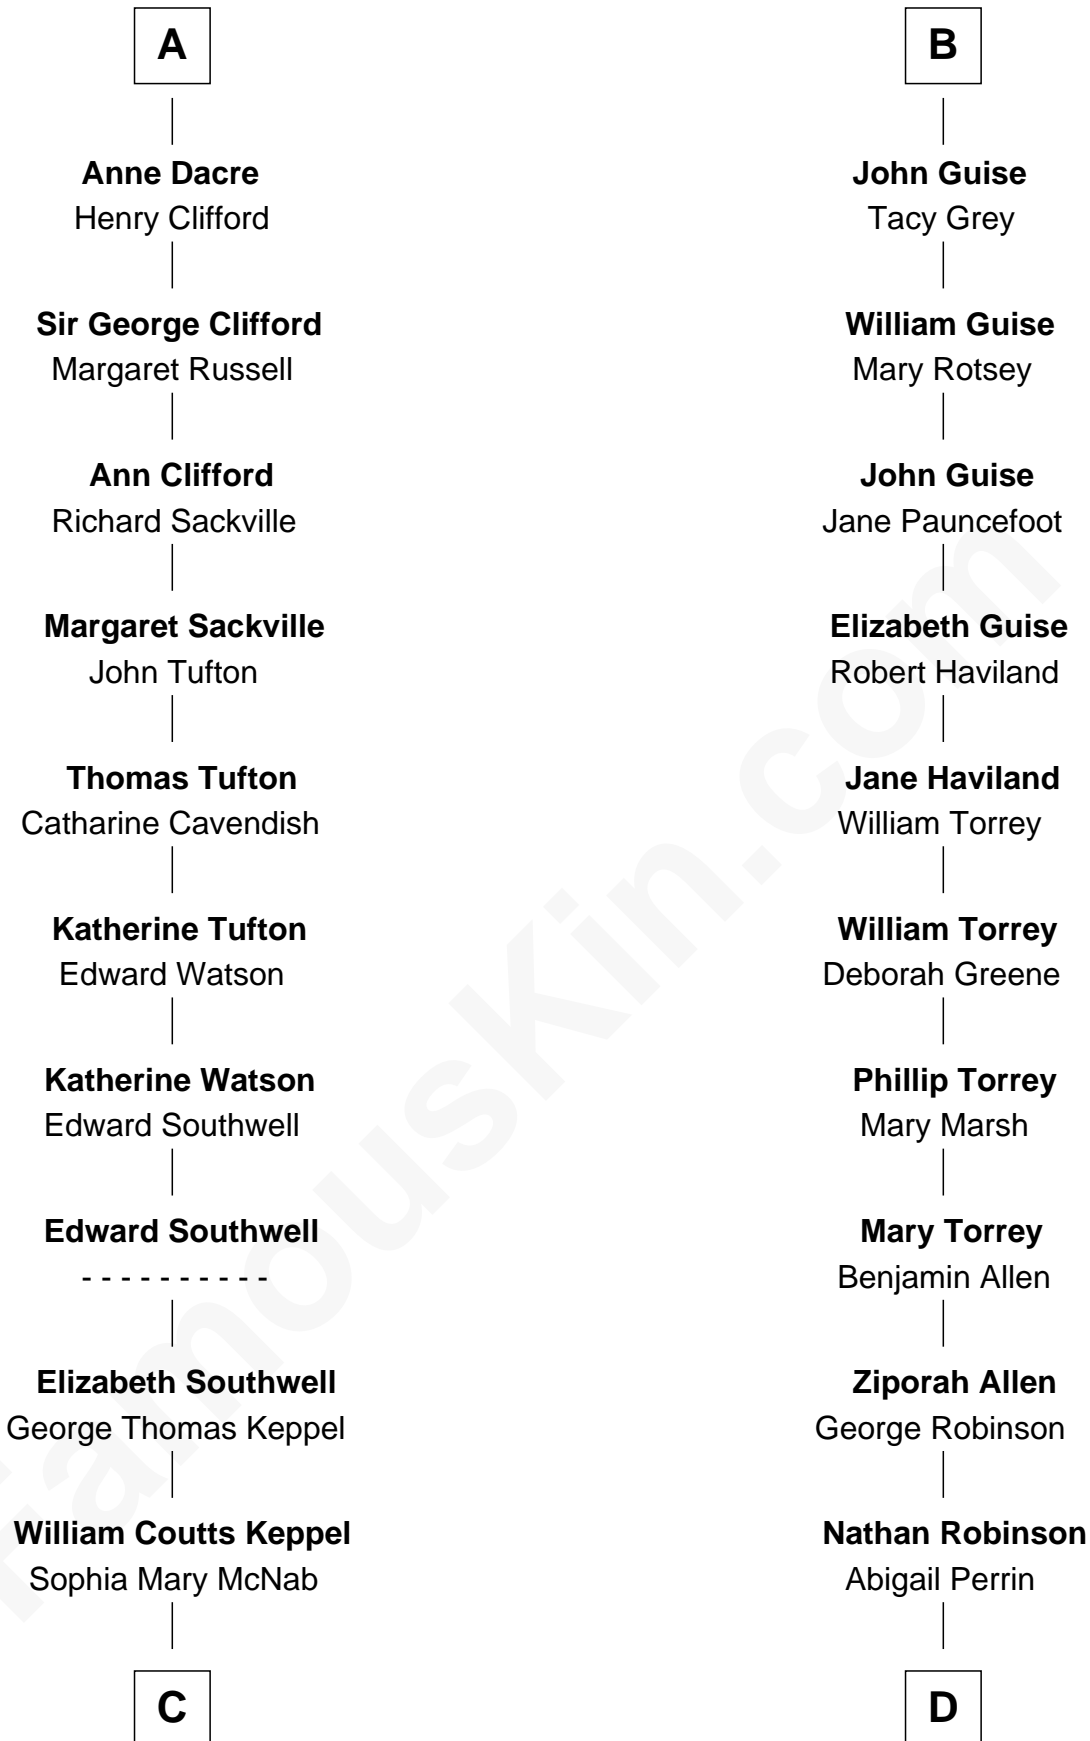 A
Anne Dacre
Henry Clifford
Sir George Clifford
Margaret Russell
Ann Clifford
Richard Sackville
Margaret Sackville
John Tufton
Thomas Tufton
Catharine Cavendish
Katherine Tufton
Edward Watson
Katherine Watson
Edward Southwell
Edward Southwell
- - - - - - - - - -
Elizabeth Southwell
George Thomas Keppel
William Coutts Keppel
Sophia Mary McNab
C
B
John Guise
Tacy Grey
William Guise
Mary Rotsey
John Guise
Jane Pauncefoot
Elizabeth Guise
Robert Haviland
Jane Haviland
William Torrey
William Torrey
Deborah Greene
Phillip Torrey
Mary Marsh
Mary Torrey
Benjamin Allen
Ziporah Allen
George Robinson
Nathan Robinson
Abigail Perrin
D
FamousKin.com